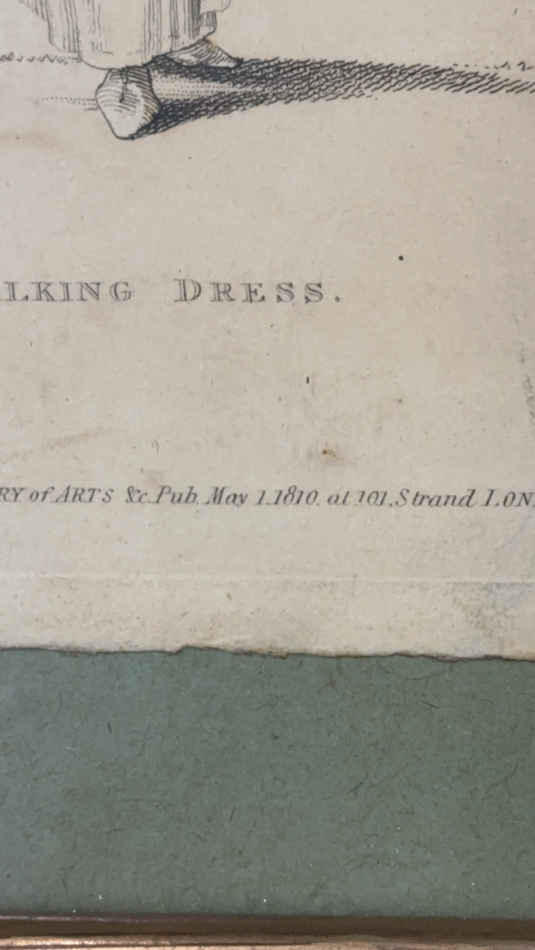 LKING DRESS.
RY of ARTS &c. Pub. May 1. 1810. at 101, Strand LON